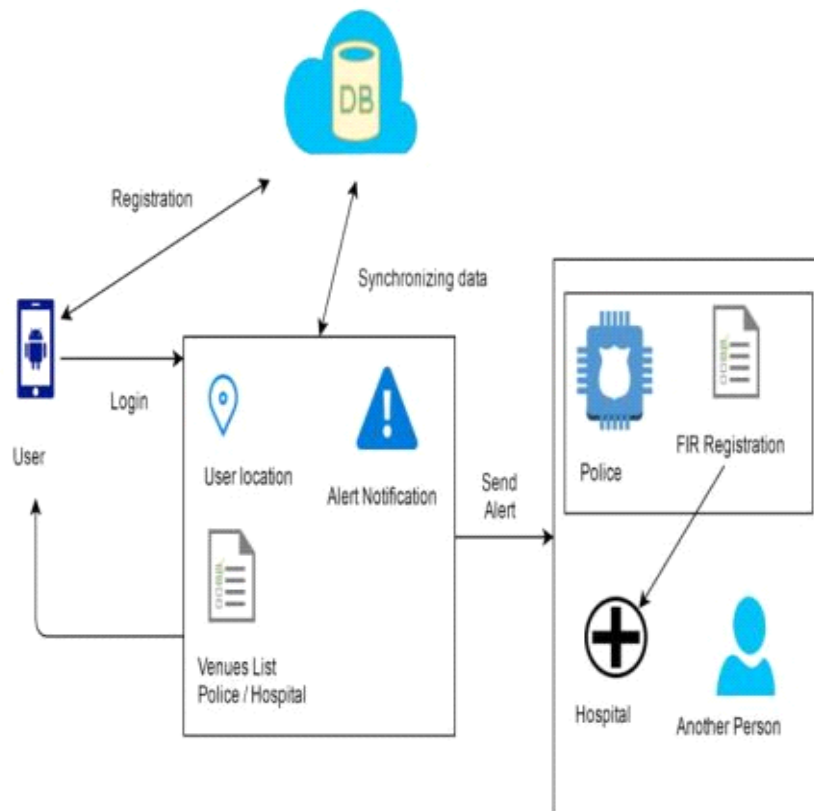 DB
Registration
Synchronizing data
Login
User
User location
Alert Notification
Venues List
Police / Hospital
Send
Alert
Police
FIR Registration
Hospital
Another Person